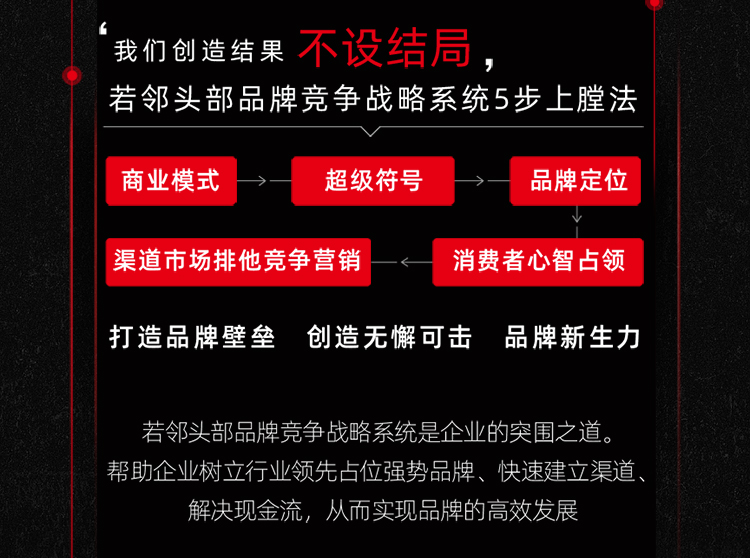 ‘我们创造结果 不设结局，
若邻头部品牌竞争战略系统5步上膛法
商业模式 超级符号 品牌定位
渠道市场排他竞争营销 消费者心智占领
打造品牌壁垒 创造无懈可击 品牌新生力
若邻头部品牌竞争战略系统是企业的突围之道。
帮助企业树立行业领先占位强势品牌、快速建立渠道、
解决现金流，从而实现品牌的高效发展